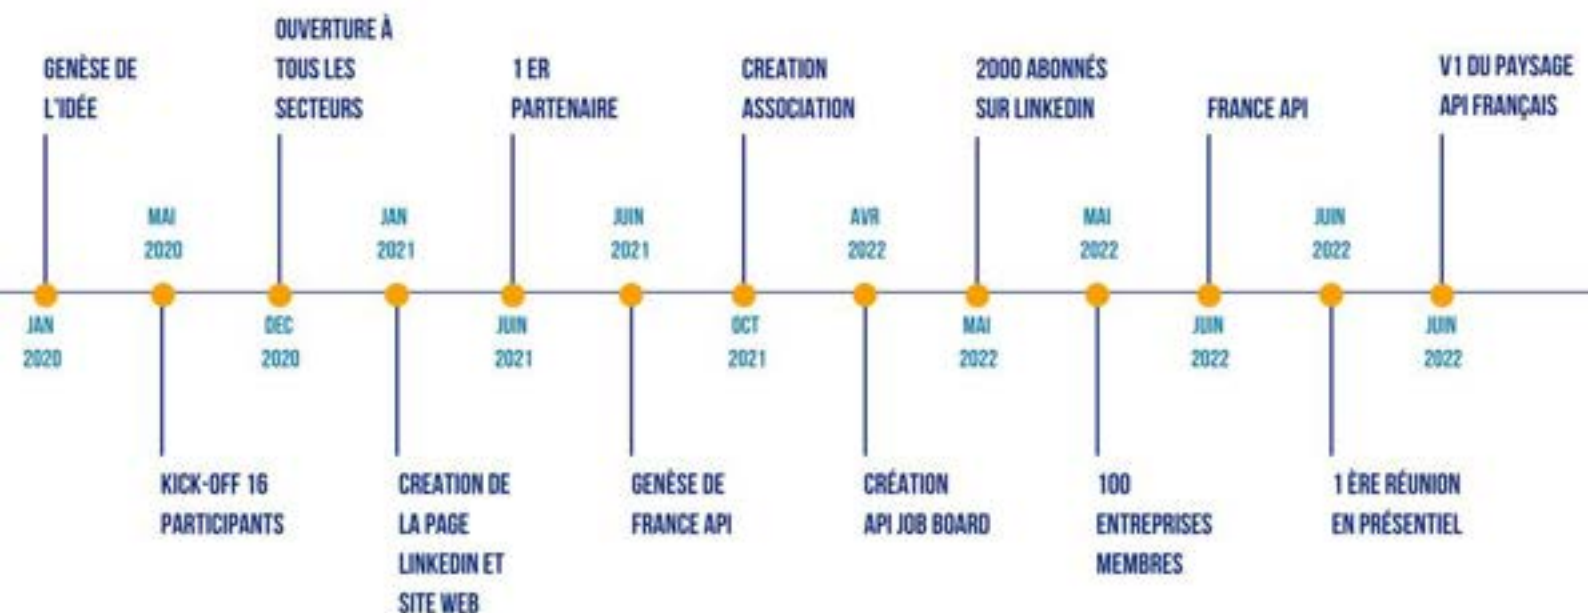 GENÈSE DE
L'IDÉE
JAN
2020
MAI
2020
KICK-OFF 16
PARTICIPANTS
OUVERTURE À
TOUS LES
SECTEURS
DEC
2020
JAN
2021
CREATION DE
LA PAGE
LINKEDIN ET
SITE WEB
1 ER
PARTENAIRE
JUIN
2021
JUIN
2021
GENÈSE DE
FRANCE API
CREATION
ASSOCIATION
OCT
2021
AVR
2022
CRÉATION
API JOB BOARD
2000 ABONNÉS
SUR LINKEDIN
MAI
2022
MAI
2022
100
ENTREPRISES
MEMBRES
FRANCE API
JUIN
2022
JUIN
2022
1 ÈRE RÉUNION
EN PRÉSENTIEL
V1 DU PAYSAGE
API FRANÇAIS
JUIN
2022